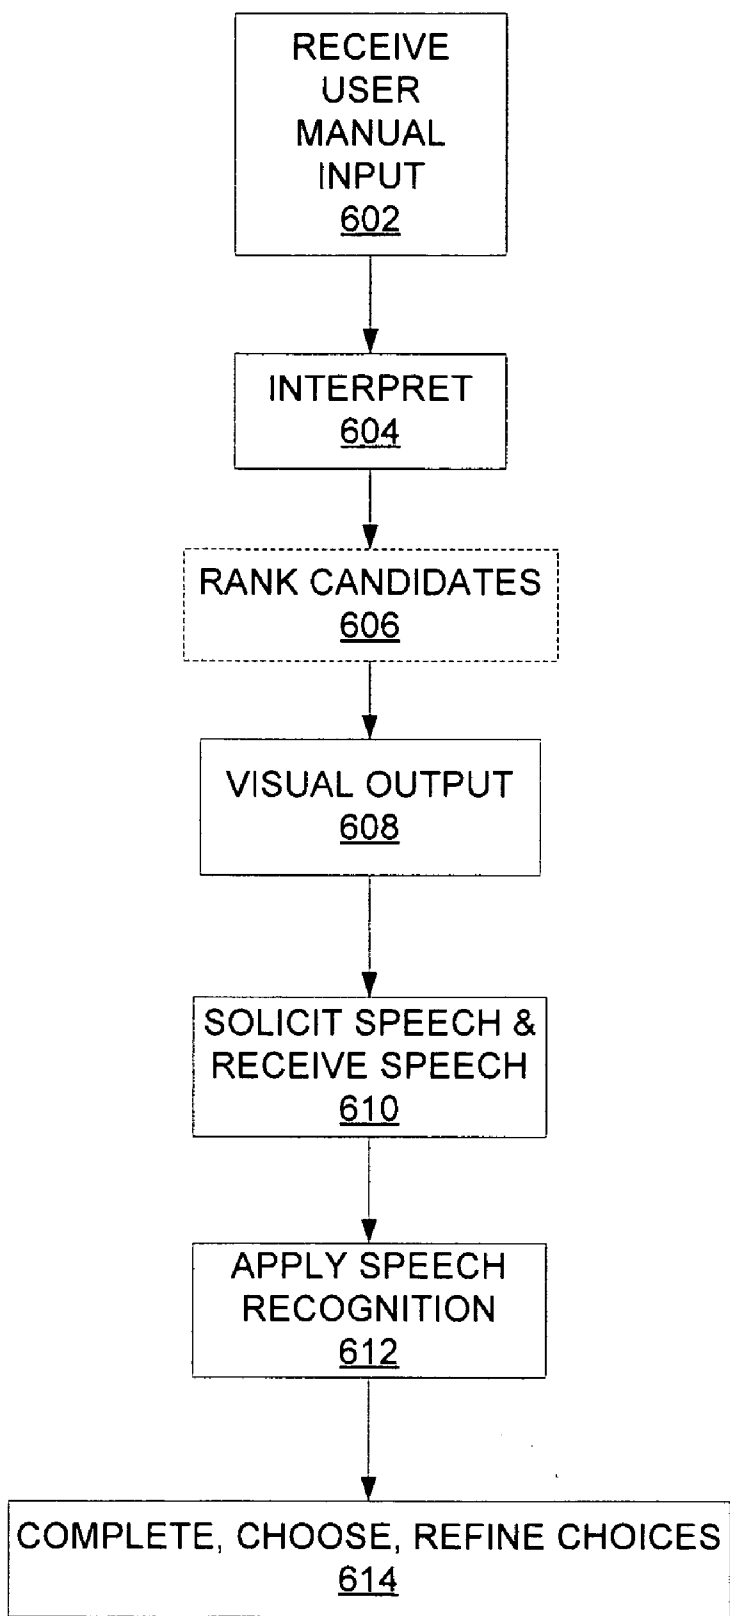 RECEIVE
USER
MANUAL
INPUT
602
INTERPRET
604
RANK CANDIDATES
606
VISUAL OUTPUT
608
SOLICIT SPEECH &
RECEIVE SPEECH
610
APPLY SPEECH
RECOGNITION
612
COMPLETE, CHOOSE, REFINE CHOICES
614